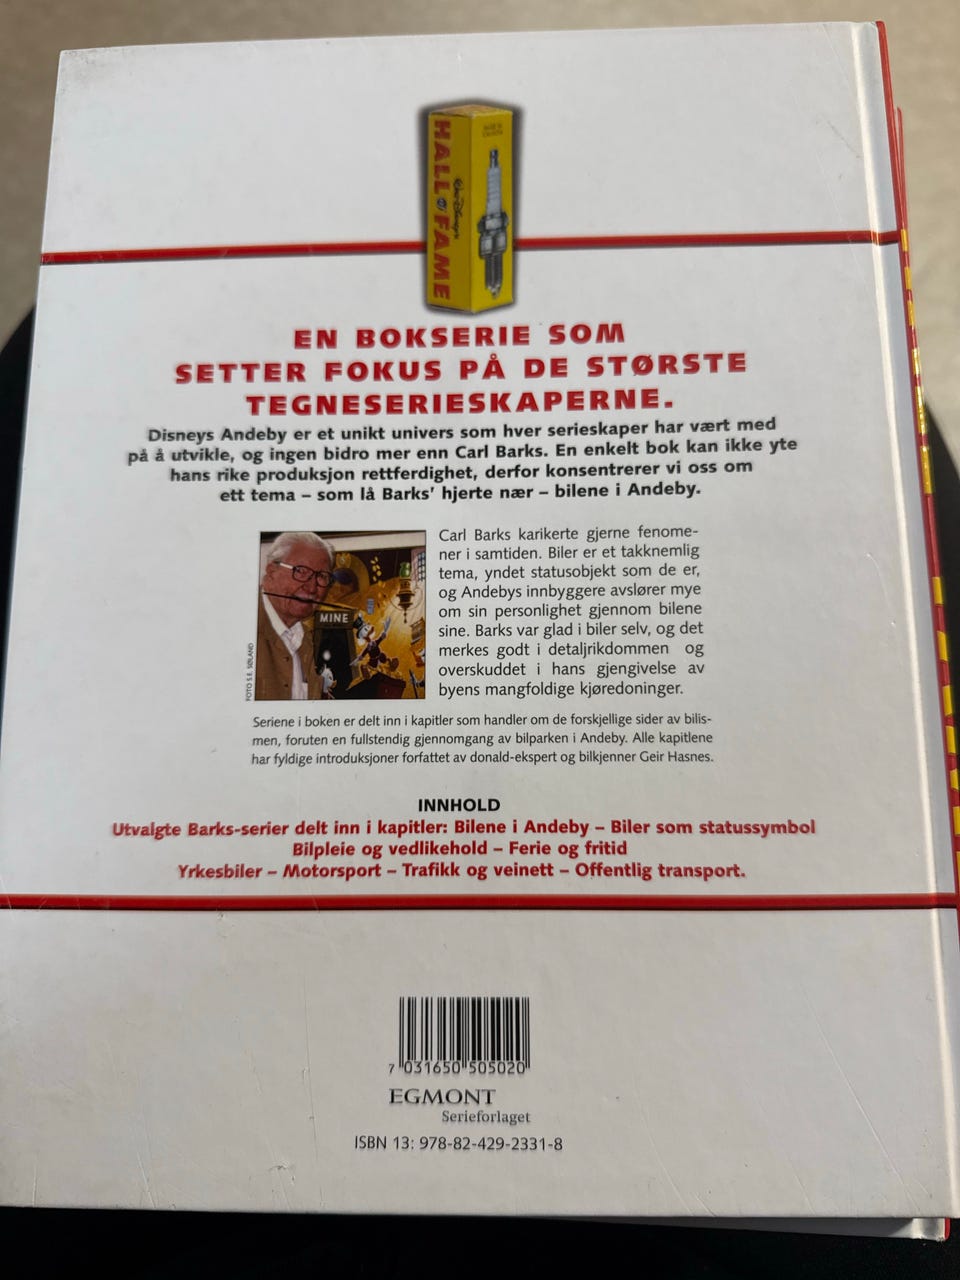 HALL OF FAME
Walt Disney's
EN BOKSERIE SOM
SETTER FOKUS PÅ DE STØRSTE
TEGNESERIESKAPERNE.
Disneys Andeby er et unikt univers som hver serieskaper har vært med
på å utvikle, og ingen bidro mer enn Carl Barks. En enkelt bok kan ikke yte
hans rike produksjon rettferdighet, derfor konsentrerer vi oss om
ett tema – som lå Barks' hjerte nær – bilene i Andeby.
MINE
FOTO S.E. SØLAND
Carl Barks karikerte gjerne fenome-
ner i samtiden. Biler er et takknemlig
tema, yndet statusobjekt som de er,
og Andebys innbyggere avslører mye
om sin personlighet gjennom bilene
sine. Barks var glad i biler selv, og det
merkes godt i detaljrikdommen og
overskuddet i hans gjengivelse av
byens mangfoldige kjøredoninger.
Seriene i boken er delt inn i kapitler som handler om de forskjellige sider av bilis-
men, foruten en fullstendig gjennomgang av bilparken i Andeby. Alle kapitlene
har fyldige introduksjoner forfattet av donald-ekspert og bilkjenner Geir Hasnes.
INNHOLD
Utvalgte Barks-serier delt inn i kapitler: Bilene i Andeby – Biler som statussymbol
Bilpleie og vedlikehold – Ferie og fritid
Yrkesbiler – Motorsport – Trafikk og veinett – Offentlig transport.
7 031650 505020
EGMONT
Serieforlaget
ISBN 13: 978-82-429-2331-8